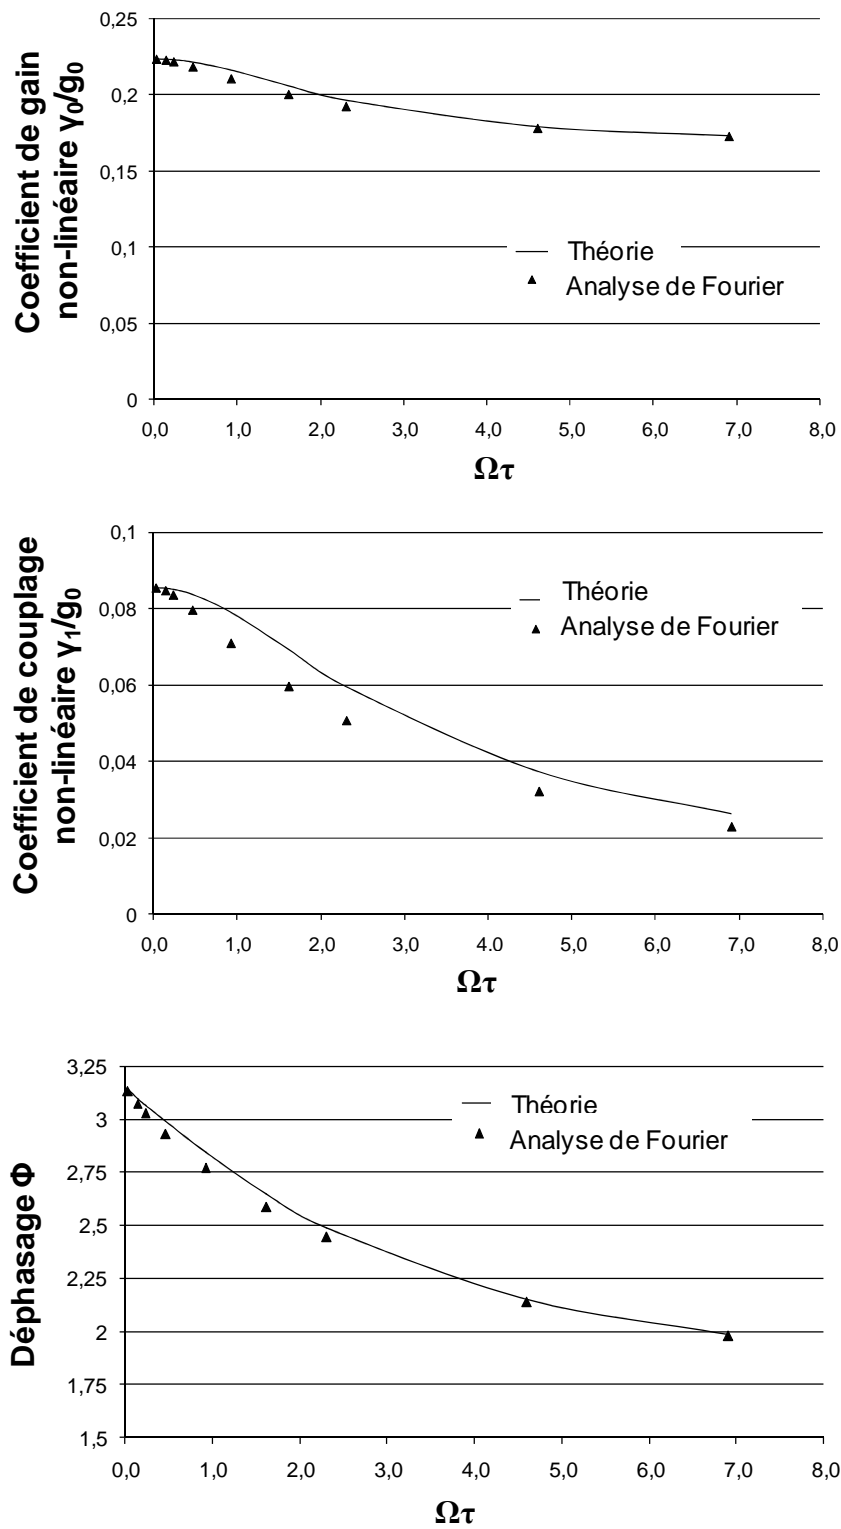 Coefficient de gain
non-linéaire γ₀/g₀
0,25
0,2
0,15
0,1
0,05
0
Théorie
Analyse de Fourier
0,0 1,0 2,0 3,0 4,0 5,0 6,0 7,0 8,0
Ωτ
Coefficient de couplage
non-linéaire γ₁/g₀
0,1
0,08
0,06
0,04
0,02
0
Théorie
Analyse de Fourier
0,0 1,0 2,0 3,0 4.0 5,0 6,0 7,0 8,0
Ωτ
Déphasage Φ
3,25
3
2,75
2,5
2,25
2
1,75
1,5
Théorie
Analyse de Fourier
0,0 1,0 2,0 3,0 4,0 5,0 6,0 7,0 8,0
Ωτ